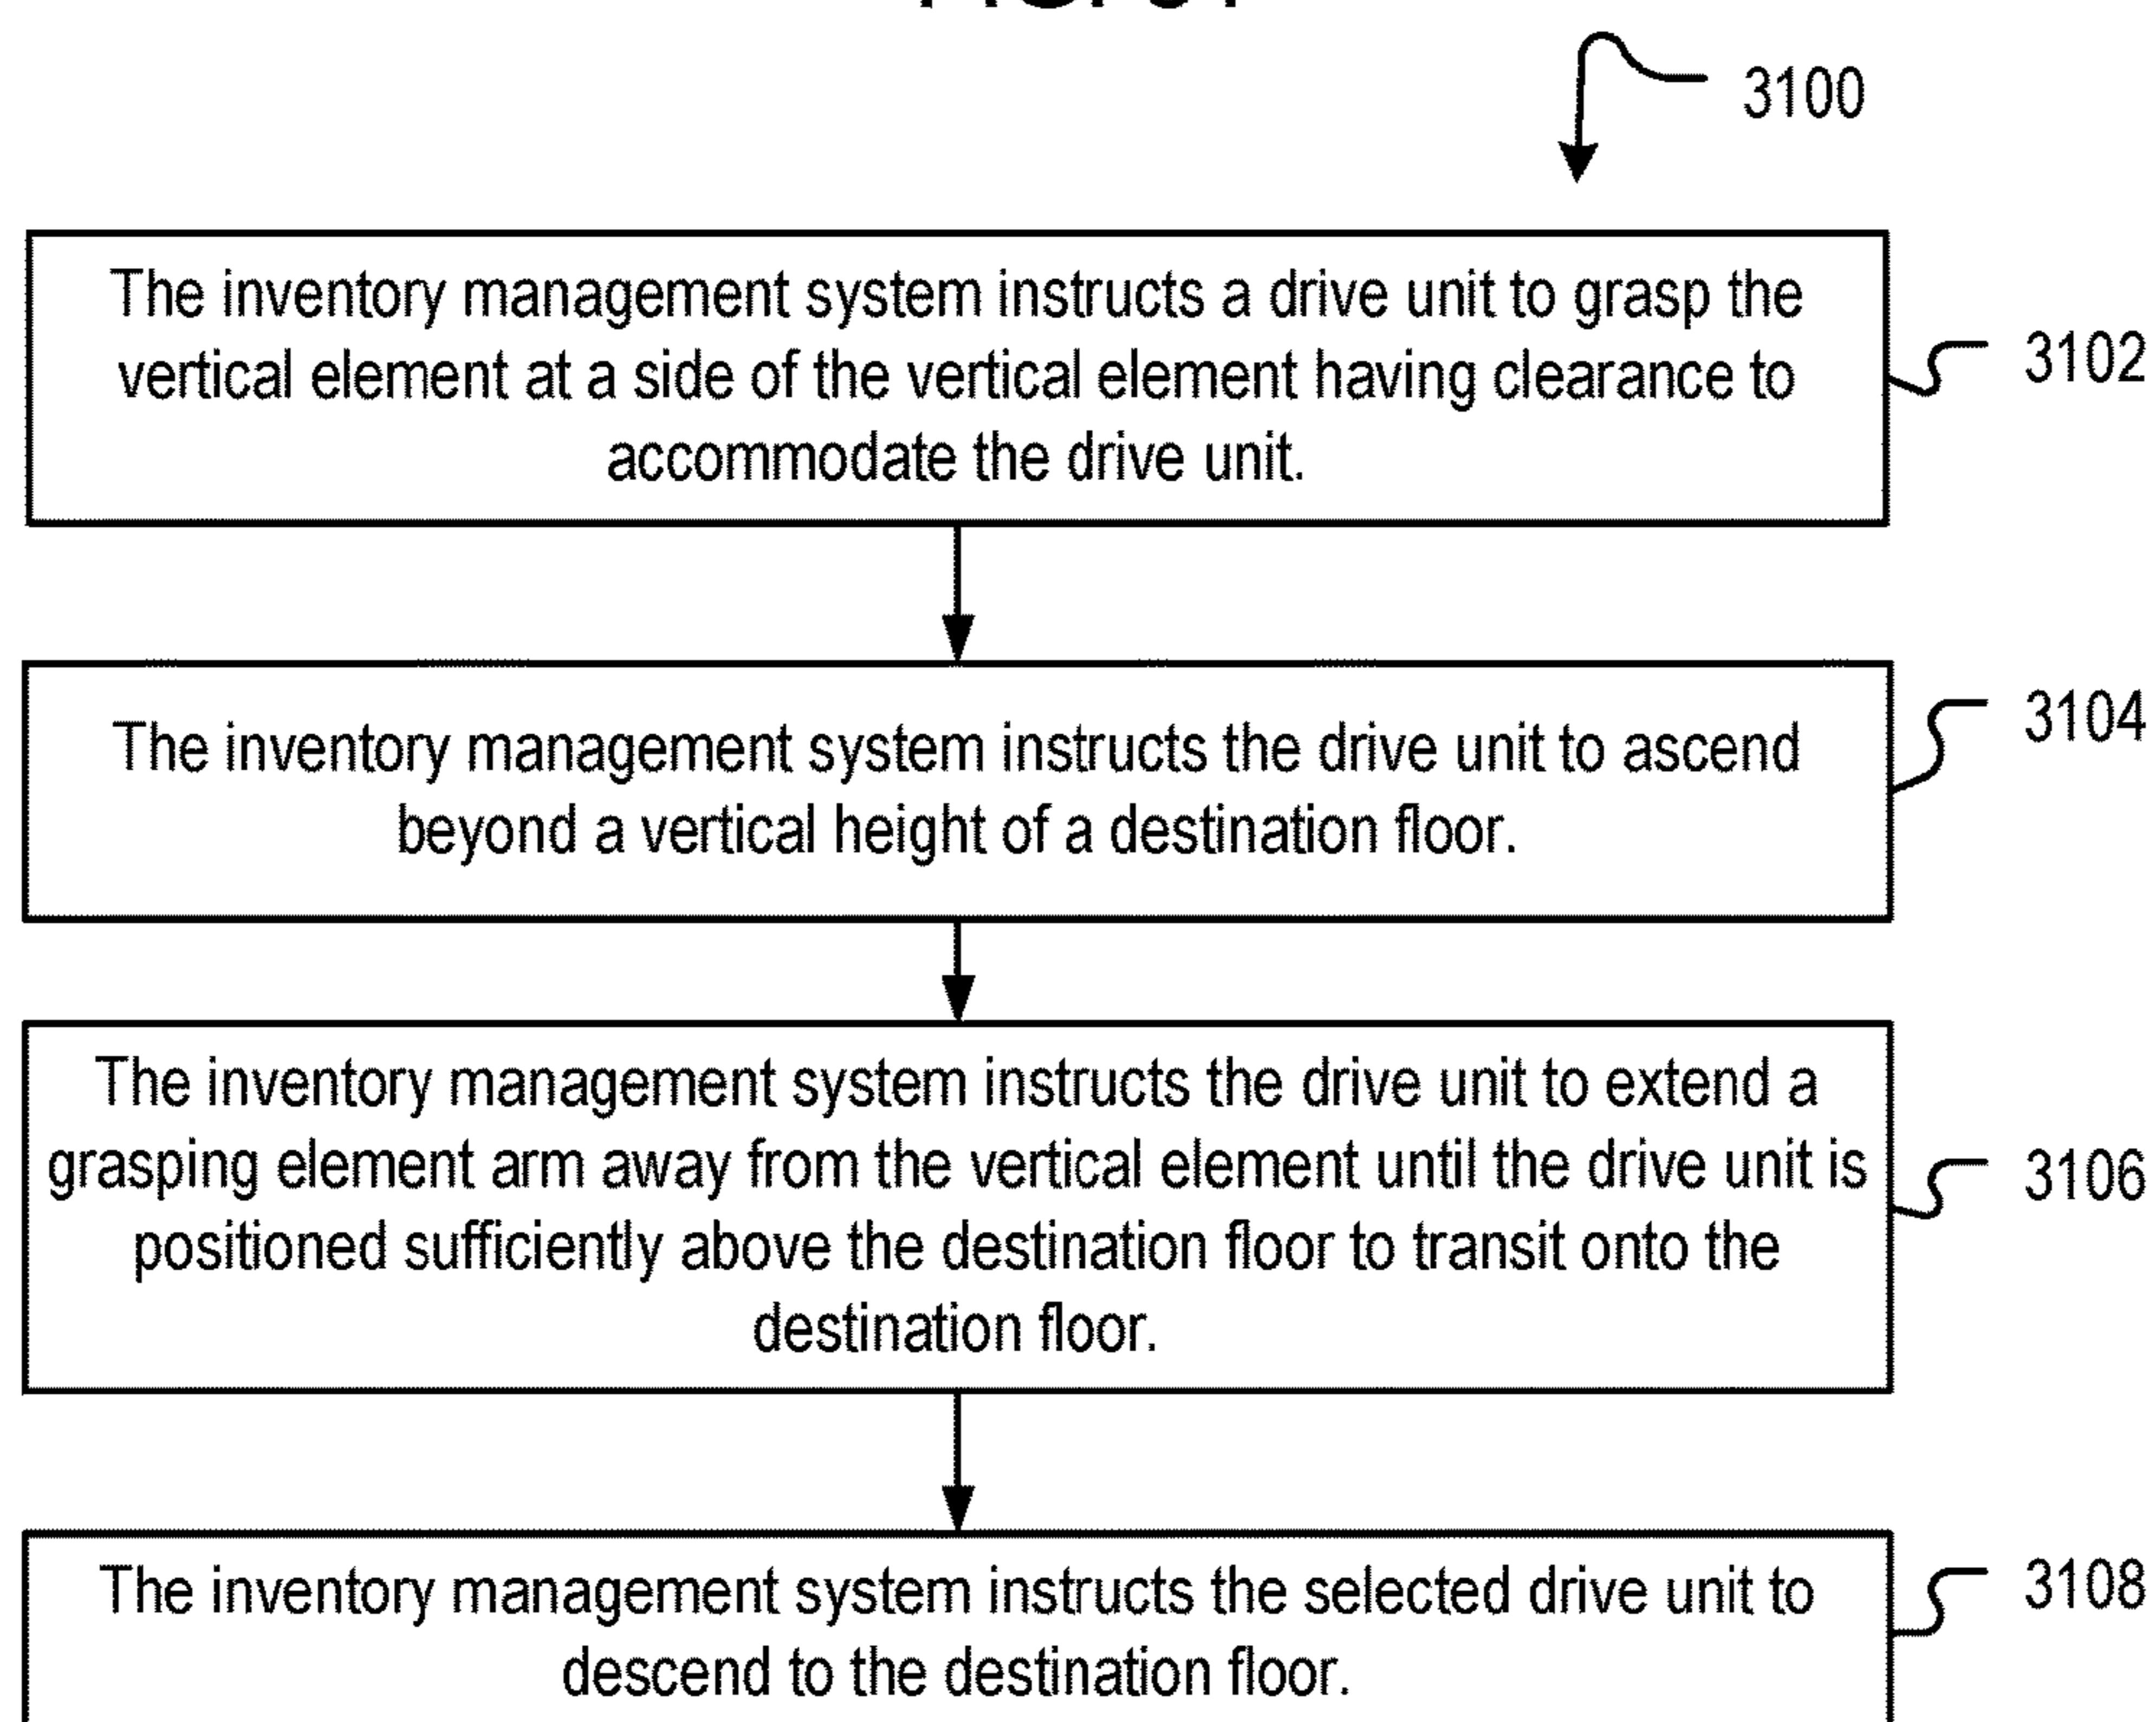 3100
The inventory management system instructs a drive unit to grasp the
vertical element at a side of the vertical element having clearance to
accommodate the drive unit.
3102
The inventory management system instructs the drive unit to ascend
beyond a vertical height of a destination floor.
3104
The inventory management system instructs the drive unit to extend a
grasping element arm away from the vertical element until the drive unit is
positioned sufficiently above the destination floor to transit onto the
destination floor.
3106
The inventory management system instructs the selected drive unit to
descend to the destination floor.
3108